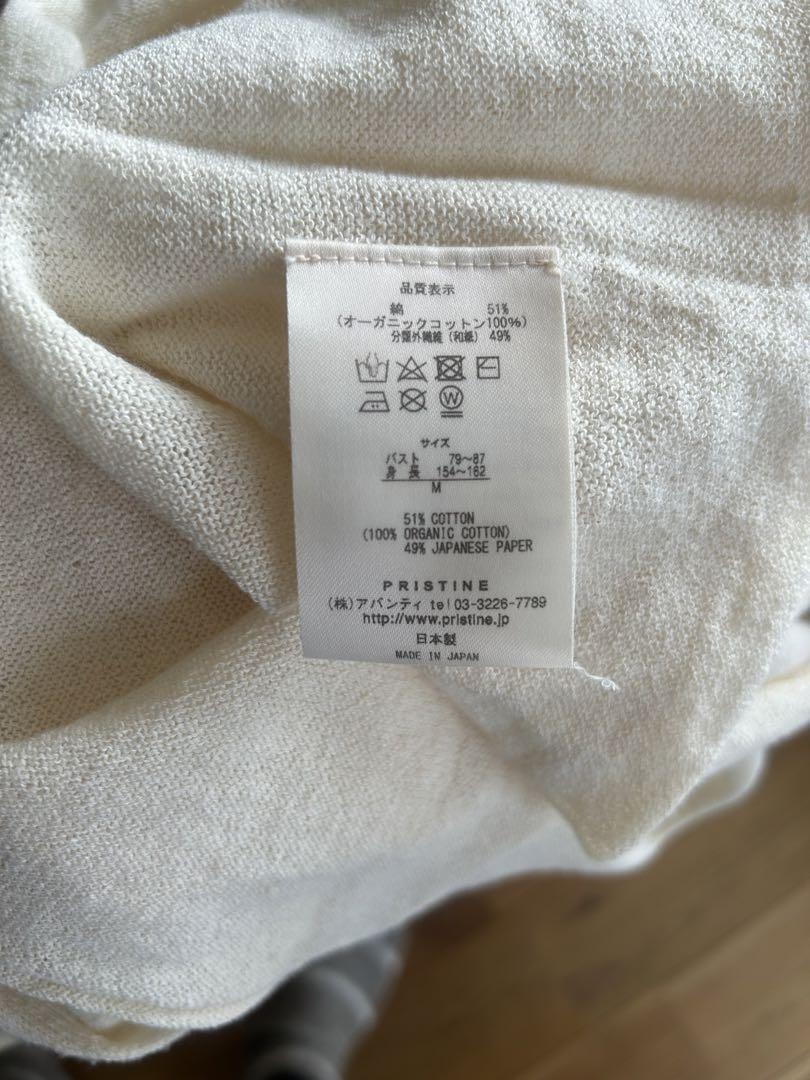 品質表示
綿 51%
(オーガニックコットン100%)
分類外繊維(和紙) 49%
W
サイズ
バスト 79~87
身長 154~162
M
51% COTTON
(100% ORGANIC COTTON)
49% JAPANESE PAPER
PRISTINE
(株)アバンティ tel 03-3226-7789
http://www.pristine.jp
日本製
MADE IN JAPAN